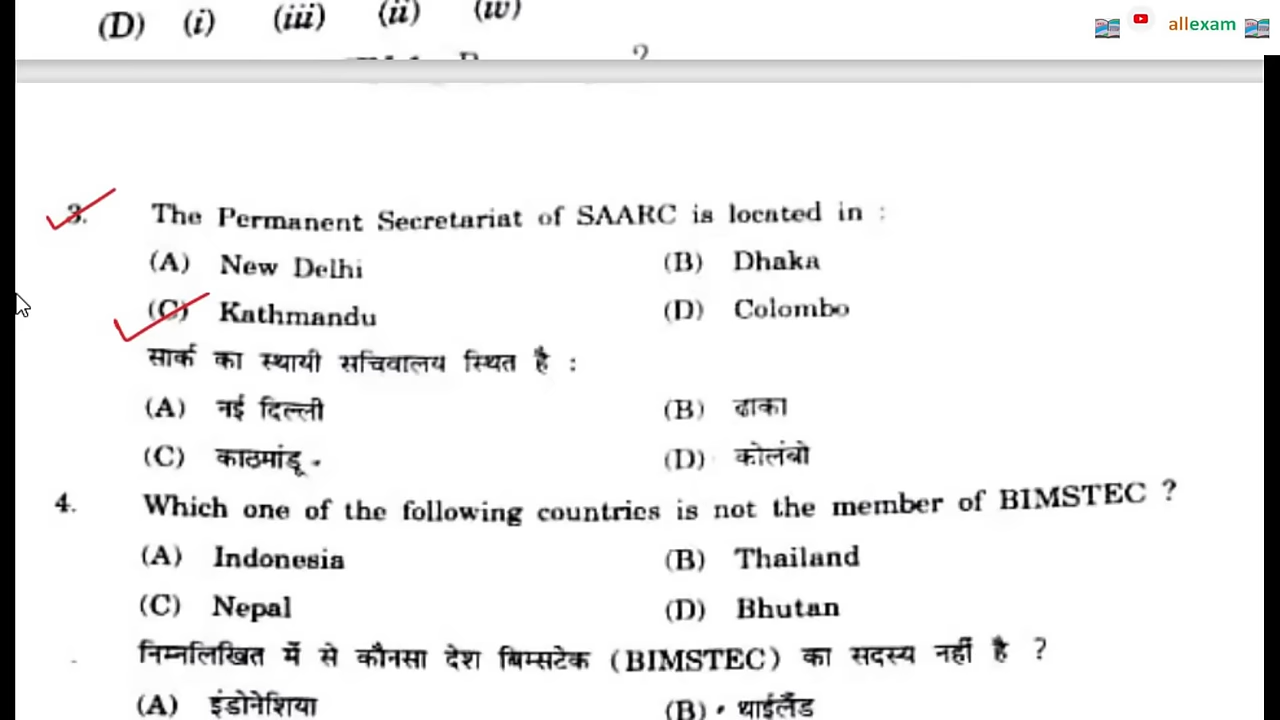 (D) (i) (iii) (ii) (iv)
allexam
?
3. The Permanent Secretariat of SAARC is located in :
(A) New Delhi (B) Dhaka
(C) Kathmandu (D) Colombo
सार्क का स्थायी सचिवालय स्थित है :
(A) नई दिल्ली (B) ढाका
(C) काठमांडू . (D) कोलंबो
4. Which one of the following countries is not the member of BIMSTEC ?
(A) Indonesia (B) Thailand
(C) Nepal (D) Bhutan
निम्नलिखित में से कौनसा देश बिम्सटेक (BIMSTEC) का सदस्य नहीं है ?
(A) इंडोनेशिया (B) थाईलैंड